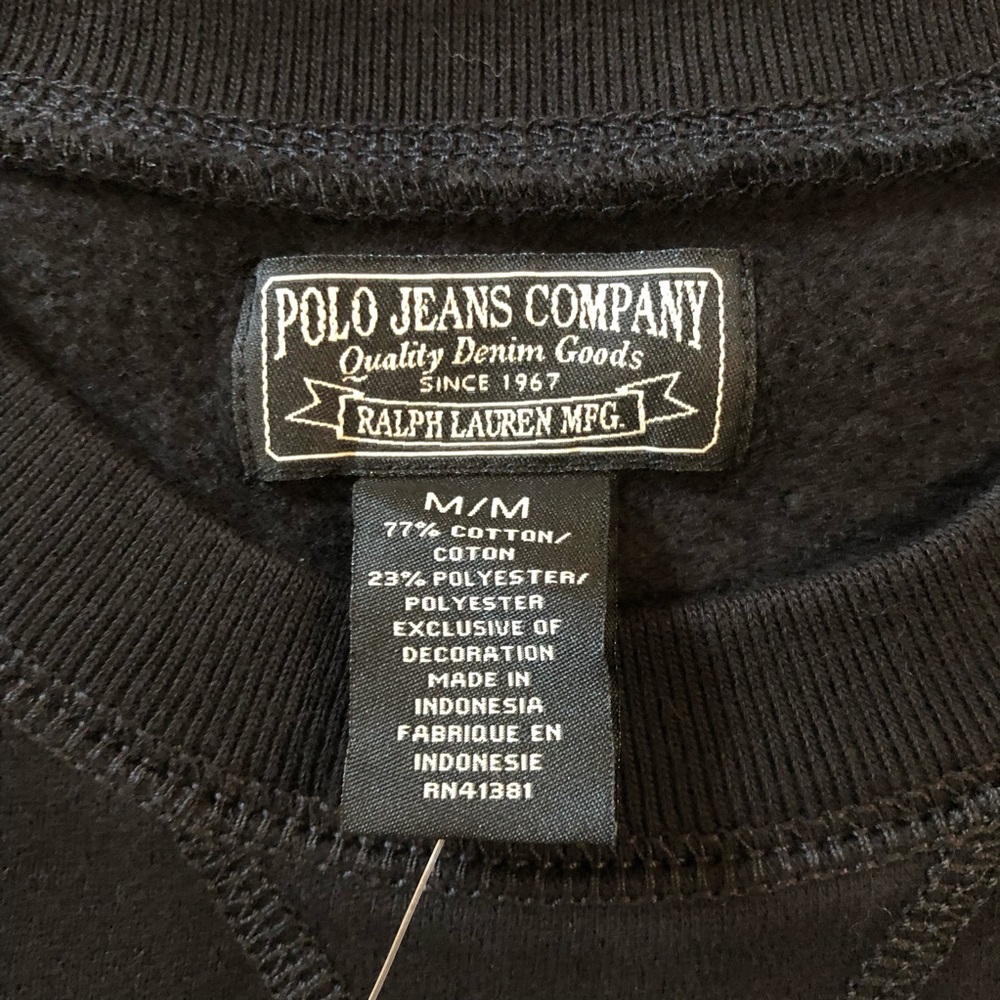 POLO JEANS COMPANY
Quality Denim Goods
SINCE 1967
RALPH LAUREN MFG.
M/M
77% COTTON/
COTON
23% POLYESTER/
POLYESTER
EXCLUSIVE OF
DECORATION
MADE IN
INDONESIA
FABRIQUE EN
INDONESIE
RN41381